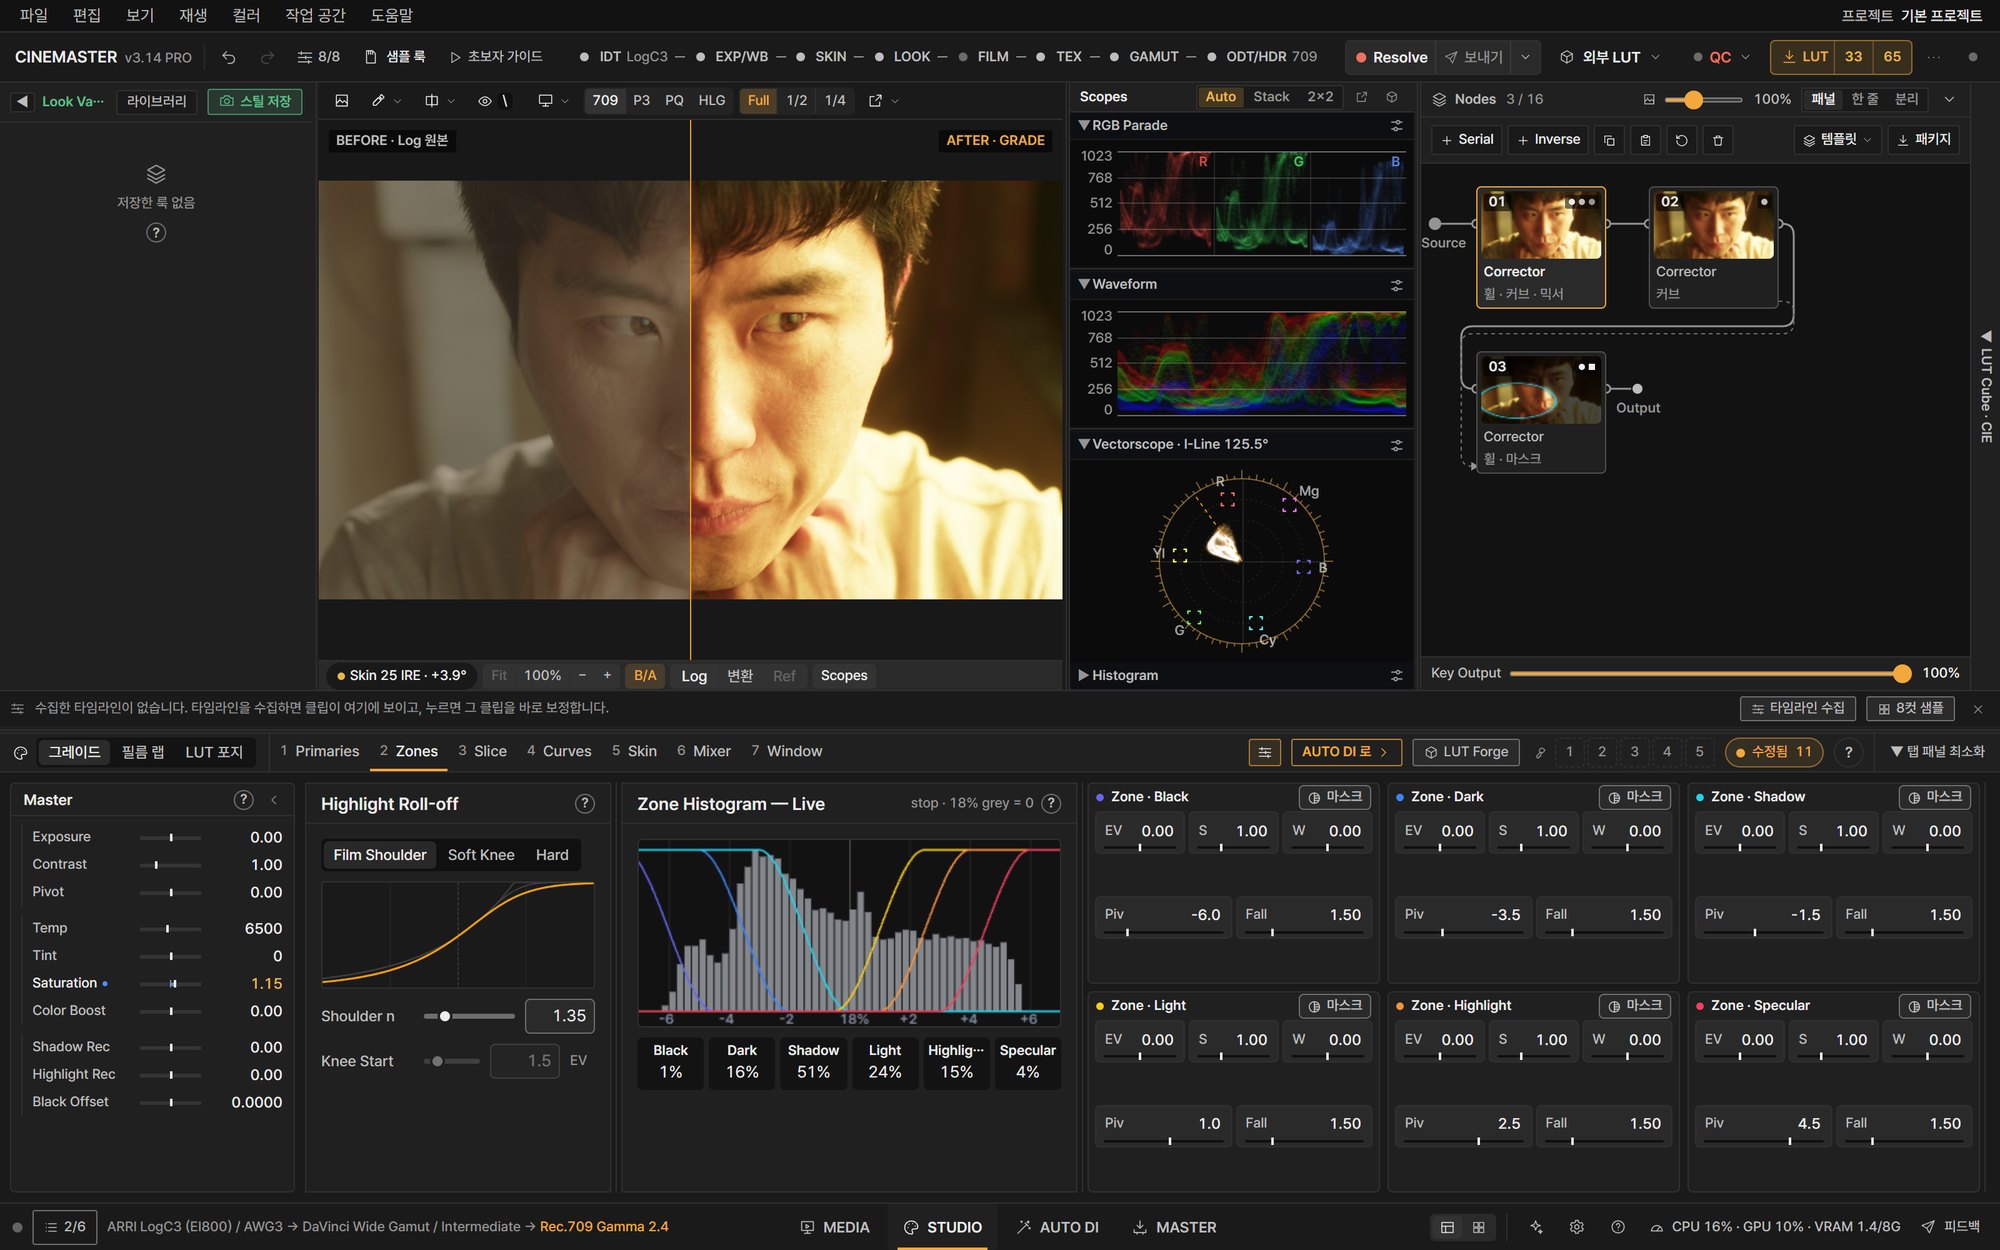 파일 편집 보기 재생 컬러 작업 공간 도움말 프로젝트 기본 프로젝트
CINEMASTER v3.14 PRO 8/8 샘플 룩 초보자 가이드 IDT LogC3 EXP/WB SKIN LOOK FILM TEX GAMUT ODT/HDR 709 Resolve 보내기 외부 LUT QC LUT 33 65
Look Va··· 라이브러리 스틸 저장
709 P3 PQ HLG Full 1/2 1/4
Scopes Auto Stack 2×2
Nodes 3 / 16 100% 패널 한 줄 분리
+ Serial + Inverse 템플릿 패키지
저장한 룩 없음
?
BEFORE · Log 원본
AFTER · GRADE
RGB Parade
1023
768
512
256
0
R G B
Waveform
1023
768
512
256
0
Vectorscope · I-Line 125.5°
R
Mg
Yl
B
G
Cy
Histogram
Source
01
Corrector
휠 · 커브 · 믹서
02
Corrector
커브
03
Corrector
휠 · 마스크
Output
LUT Cube · CIE
Key Output 100%
Skin 25 IRE · +3.9° Fit 100% − + B/A Log 변환 Ref Scopes
수집한 타임라인이 없습니다. 타임라인을 수집하면 클립이 여기에 보이고, 누르면 그 클립을 바로 보정합니다. 타임라인 수집 8컷 샘플
그레이드 필름 랩 LUT 포지 1 Primaries 2 Zones 3 Slice 4 Curves 5 Skin 6 Mixer 7 Window AUTO DI 로 LUT Forge 1 2 3 4 5 수정됨 11 ? 탭 패널 최소화
Master ?
Exposure 0.00
Contrast 1.00
Pivot 0.00
Temp 6500
Tint 0
Saturation 1.15
Color Boost 0.00
Shadow Rec 0.00
Highlight Rec 0.00
Black Offset 0.0000
Highlight Roll-off ?
Film Shoulder Soft Knee Hard
Shoulder n 1.35
Knee Start 1.5 EV
Zone Histogram — Live stop · 18% grey = 0 ?
-6 -4 -2 18% +2 +4 +6
Black Dark Shadow Light Highlig··· Specular
1% 16% 51% 24% 15% 4%
Zone · Black 마스크
EV 0.00 S 1.00 W 0.00
Piv -6.0 Fall 1.50
Zone · Dark 마스크
EV 0.00 S 1.00 W 0.00
Piv -3.5 Fall 1.50
Zone · Shadow 마스크
EV 0.00 S 1.00 W 0.00
Piv -1.5 Fall 1.50
Zone · Light 마스크
EV 0.00 S 1.00 W 0.00
Piv 1.0 Fall 1.50
Zone · Highlight 마스크
EV 0.00 S 1.00 W 0.00
Piv 2.5 Fall 1.50
Zone · Specular 마스크
EV 0.00 S 1.00 W 0.00
Piv 4.5 Fall 1.50
2/6 ARRI LogC3 (EI800) / AWG3 → DaVinci Wide Gamut / Intermediate → Rec.709 Gamma 2.4 MEDIA STUDIO AUTO DI MASTER CPU 16% · GPU 10% · VRAM 1.4/8G 피드백